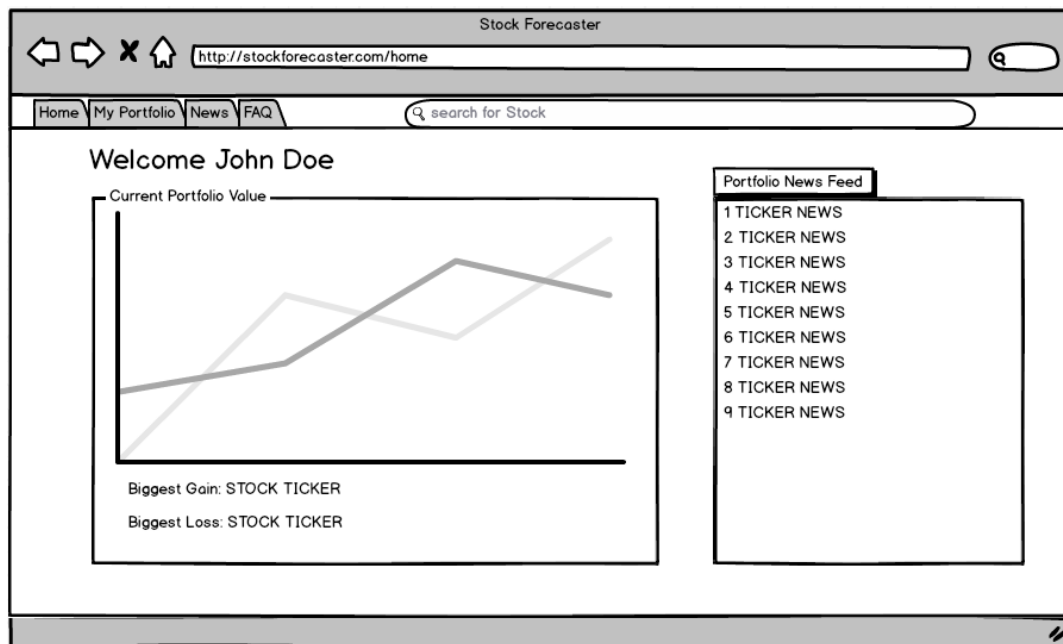 Stock Forecaster
http://stockforecaster.com/home
Home My Portfolio News FAQ
search for Stock
Welcome John Doe
Current Portfolio Value
Biggest Gain: STOCK TICKER
Biggest Loss: STOCK TICKER
Portfolio News Feed
1 TICKER NEWS
2 TICKER NEWS
3 TICKER NEWS
4 TICKER NEWS
5 TICKER NEWS
6 TICKER NEWS
7 TICKER NEWS
8 TICKER NEWS
9 TICKER NEWS